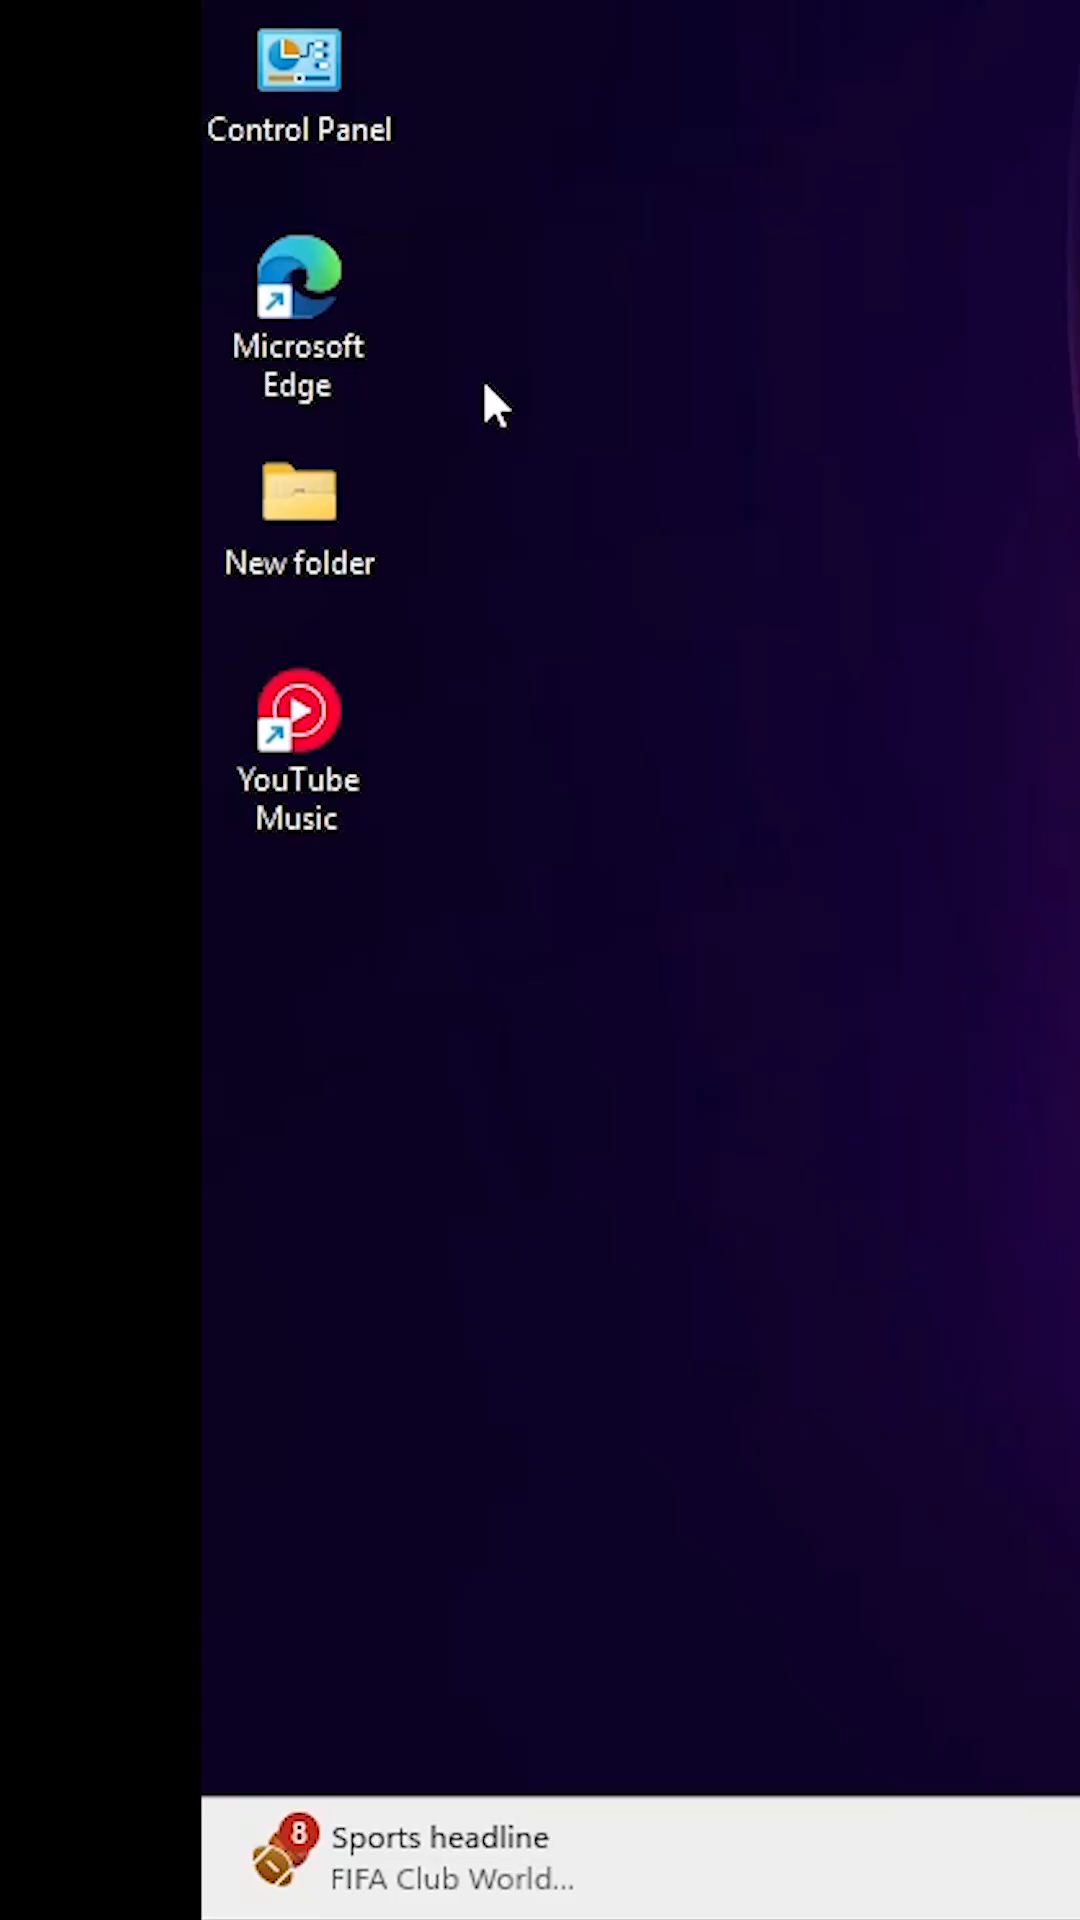 Control Panel
Microsoft
Edge
New folder
YouTube
Music
8
Sports headline
FIFA Club World...